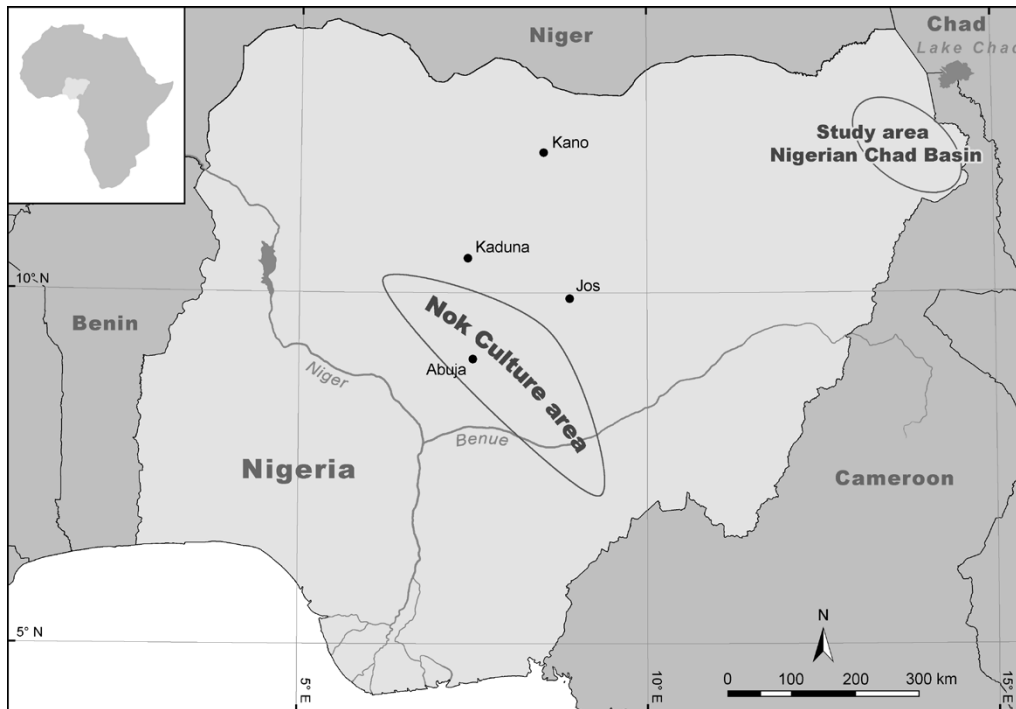 Niger
Chad
Lake Chad
Study area
Nigerian Chad Basin
Kano
Kaduna
Jos
10° N
Benin
Nok Culture area
Abuja
Niger
Benue
Nigeria
Cameroon
5° N
N
5° E
10° E
15° E
0 100 200 300 km